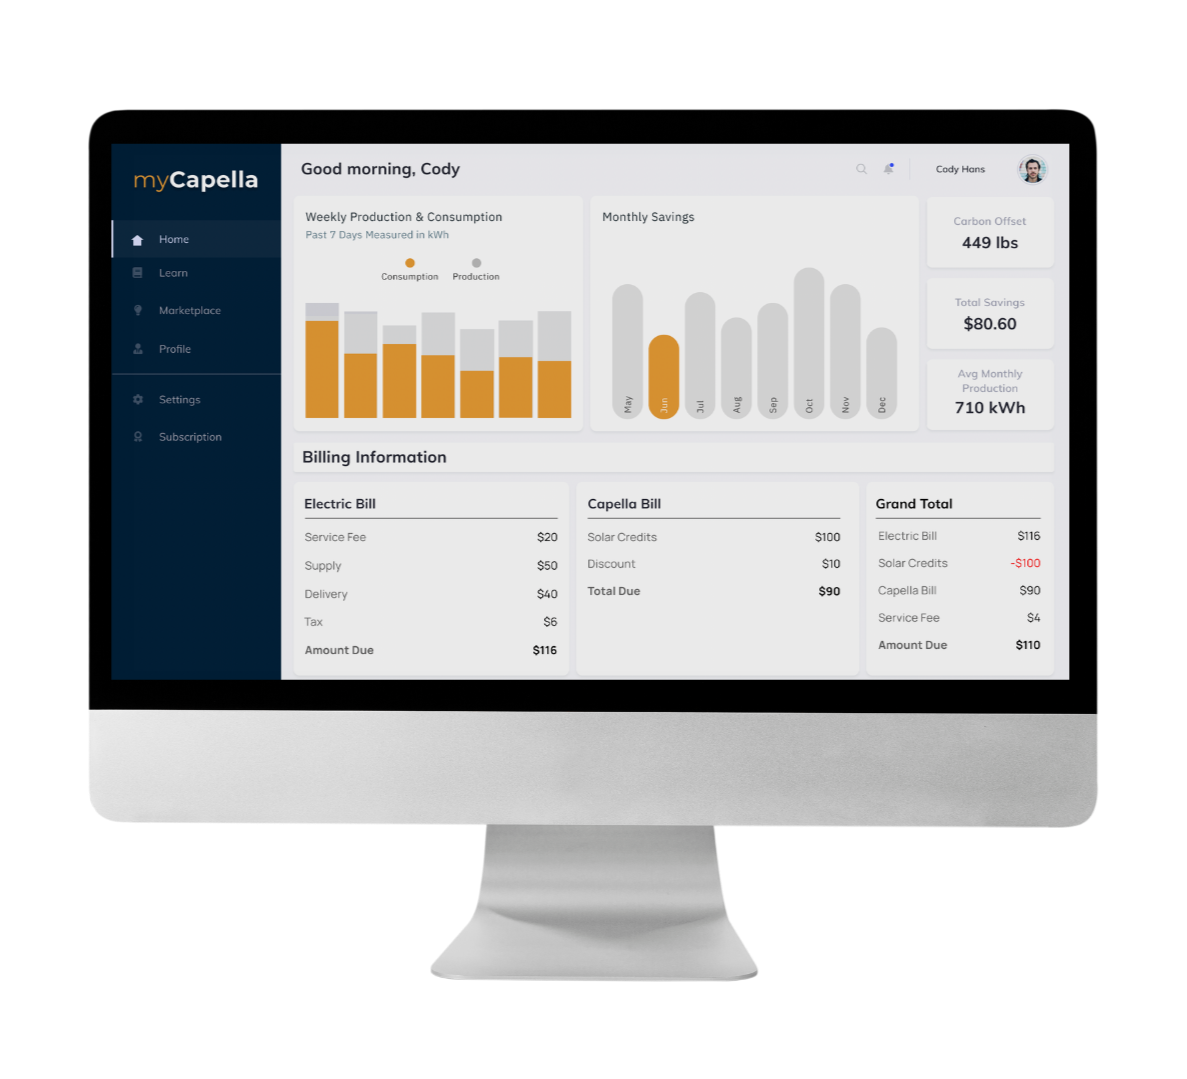 myCapella
Home
Learn
Marketplace
Profile
Settings
Subscription
Good morning, Cody
Cody Hans
Weekly Production & Consumption
Past 7 Days Measured in kWh
Consumption Production
Monthly Savings
May Jun Jul Aug Sep Oct Nov Dec
Carbon Offset
449 lbs
Total Savings
$80.60
Avg Monthly
Production
710 kWh
Billing Information
Electric Bill
Service Fee $20
Supply $50
Delivery $40
Tax $6
Amount Due $116
Capella Bill
Solar Credits $100
Discount $10
Total Due $90
Grand Total
Electric Bill $116
Solar Credits -$100
Capella Bill $90
Service Fee $4
Amount Due $110